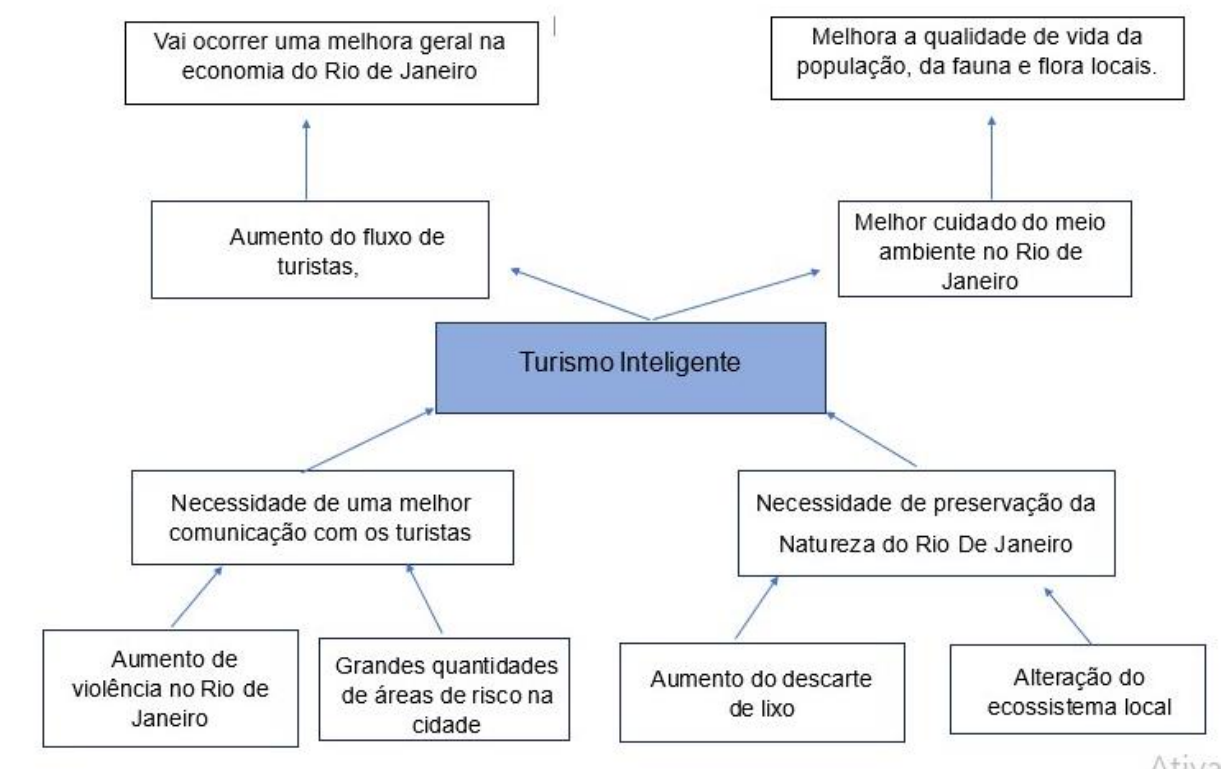 Vai ocorrer uma melhora geral na
economia do Rio de Janeiro
Melhora a qualidade de vida da
população, da fauna e flora locais.
Aumento do fluxo de
turistas,
Melhor cuidado do meio
ambiente no Rio de
Janeiro
Turismo Inteligente
Necessidade de uma melhor
comunicação com os turistas
Necessidade de preservação da
Natureza do Rio De Janeiro
Aumento de
violência no Rio de
Janeiro
Grandes quantidades
de áreas de risco na
cidade
Aumento do descarte
de lixo
Alteração do
ecossistema local